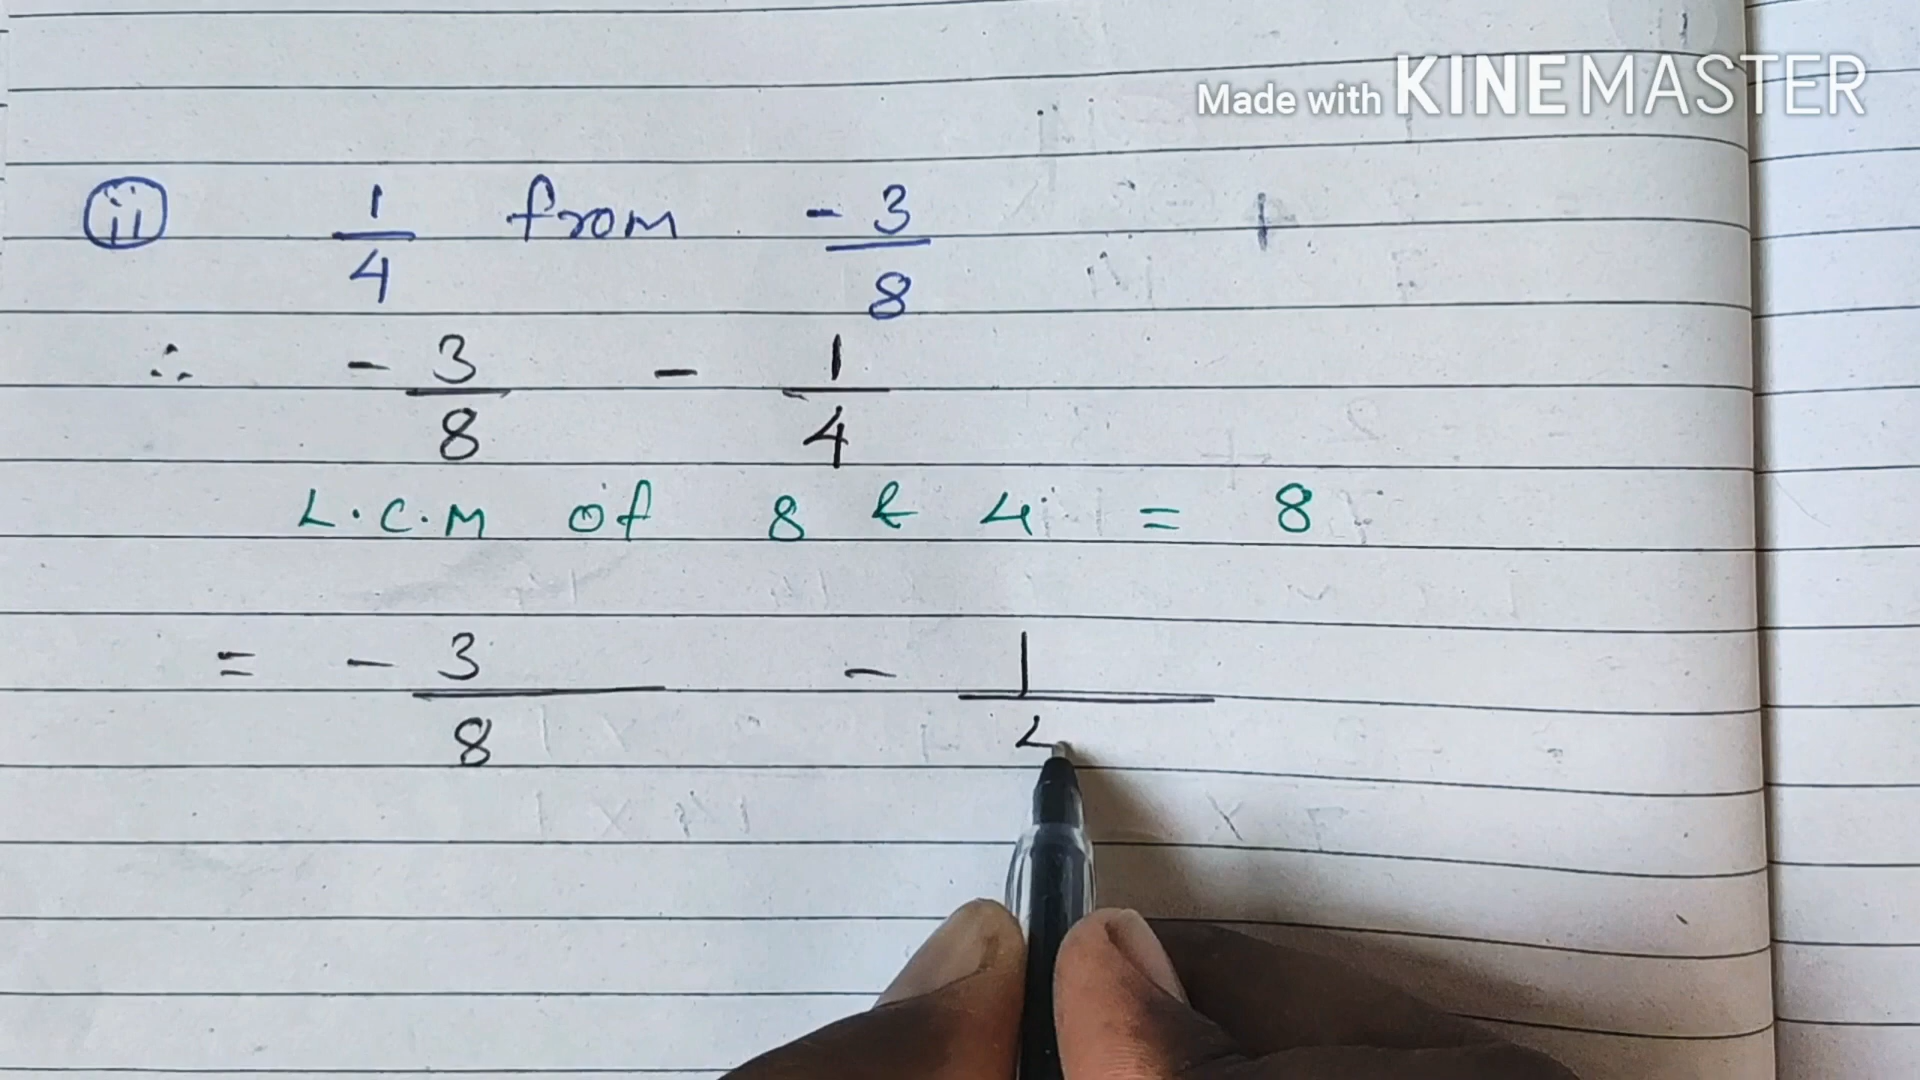 Made with KINEMASTER
(ii) 1/4 from -3/8
∴ -3/8 - 1/4
L.C.M of 8 & 4 = 8
= -3/8 - 1/4